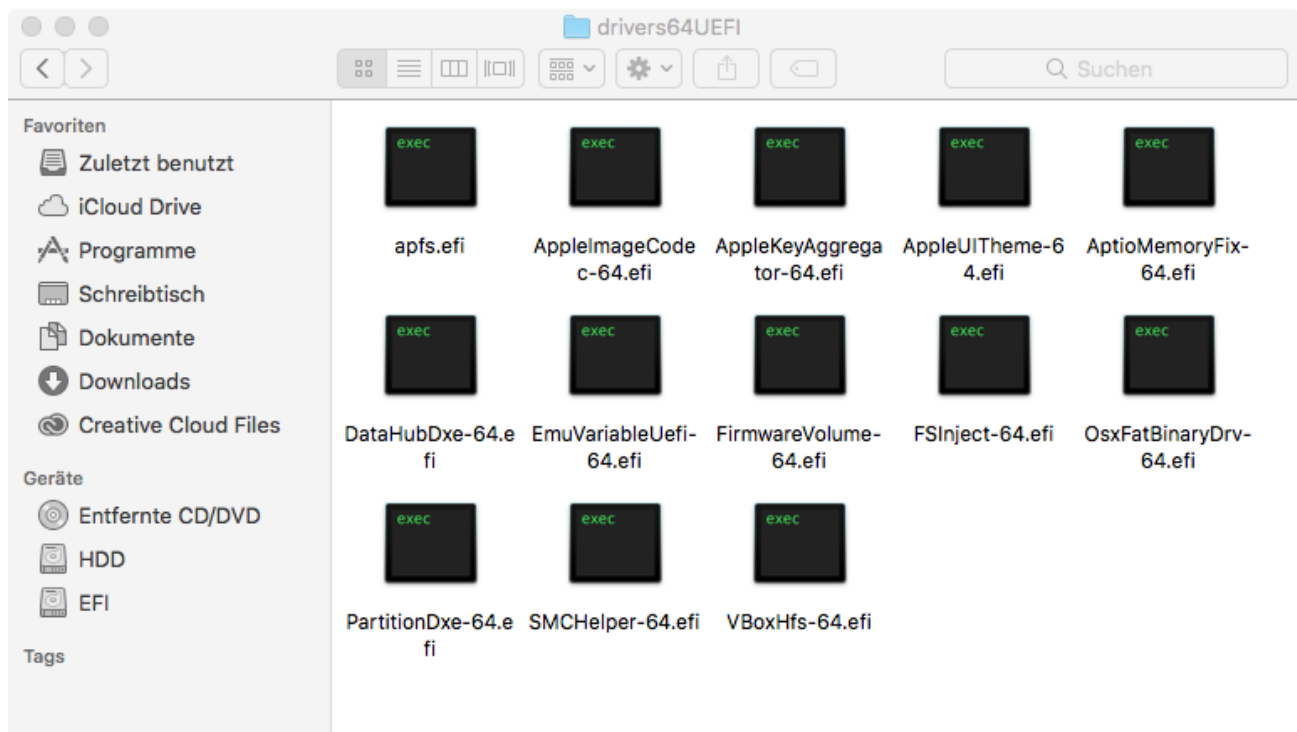 drivers64UEFI
Suchen
Favoriten
Zuletzt benutzt
iCloud Drive
Programme
Schreibtisch
Dokumente
Downloads
Creative Cloud Files
Geräte
Entfernte CD/DVD
HDD
EFI
Tags
exec exec exec exec exec
apfs.efi AppleImageCode AppleKeyAggrega AppleUITheme-6 AptioMemoryFix-
c-64.efi tor-64.efi 4.efi 64.efi
exec exec exec exec exec
DataHubDxe-64.e EmuVariableUefi- FirmwareVolume- FSInject-64.efi OsxFatBinaryDrv-
fi 64.efi 64.efi 64.efi
exec exec exec
PartitionDxe-64.e SMCHelper-64.efi VBoxHfs-64.efi
fi